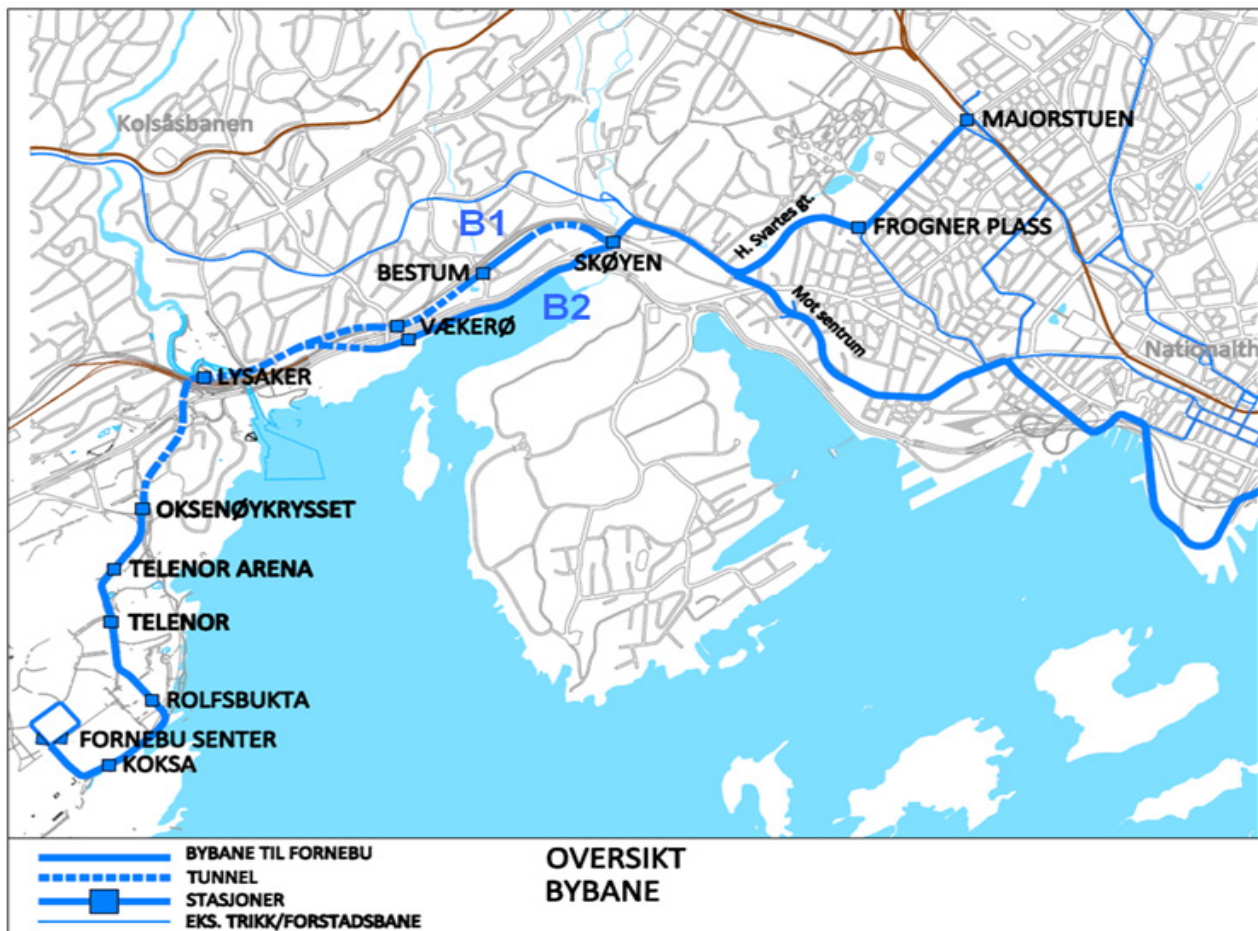 Kolsåsbanen
MAJORSTUEN
H. Svartes gt.
FROGNER PLASS
B1
BESTUM
SKØYEN
B2
VÆKERØ
Mot sentrum
Nationalth
LYSAKER
OKSENØYKRYSSET
TELENOR ARENA
TELENOR
ROLFSBUKTA
FORNEBU SENTER
KOKSA
BYBANE TIL FORNEBU
TUNNEL
STASJONER
EKS. TRIKK/FORSTADSBANE
OVERSIKT
BYBANE